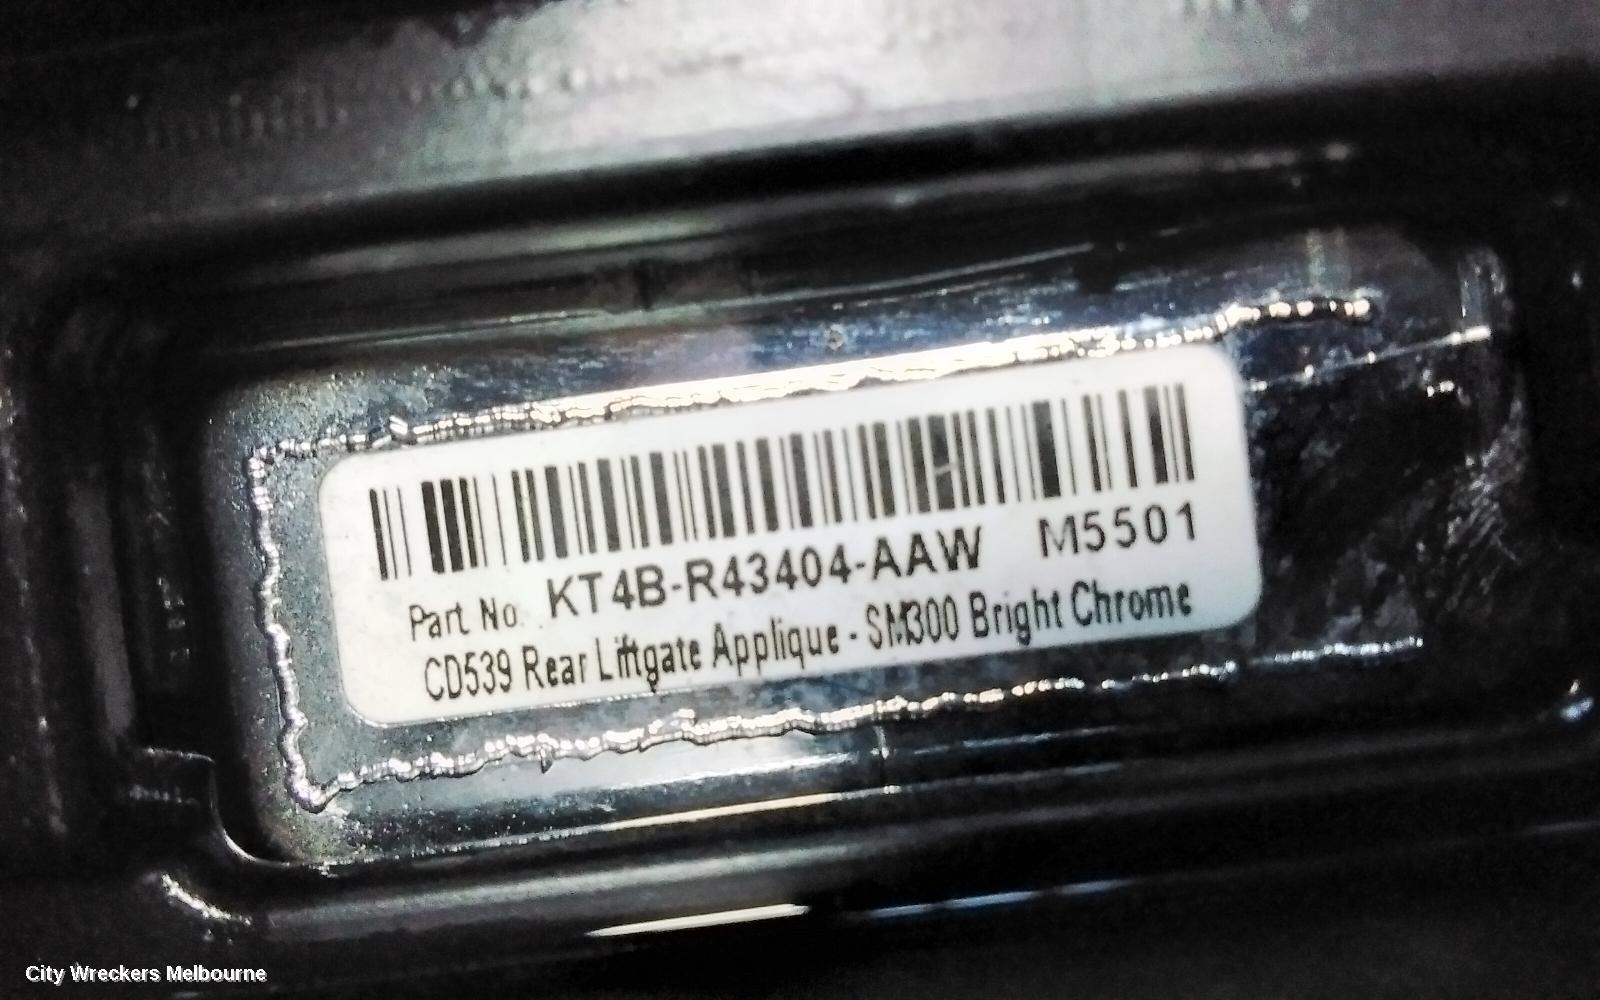 Part No. KT4B-R43404-AAW M5501
CD539 Rear Liftgate Applique - SM300 Bright Chrome
City Wreckers Melbourne